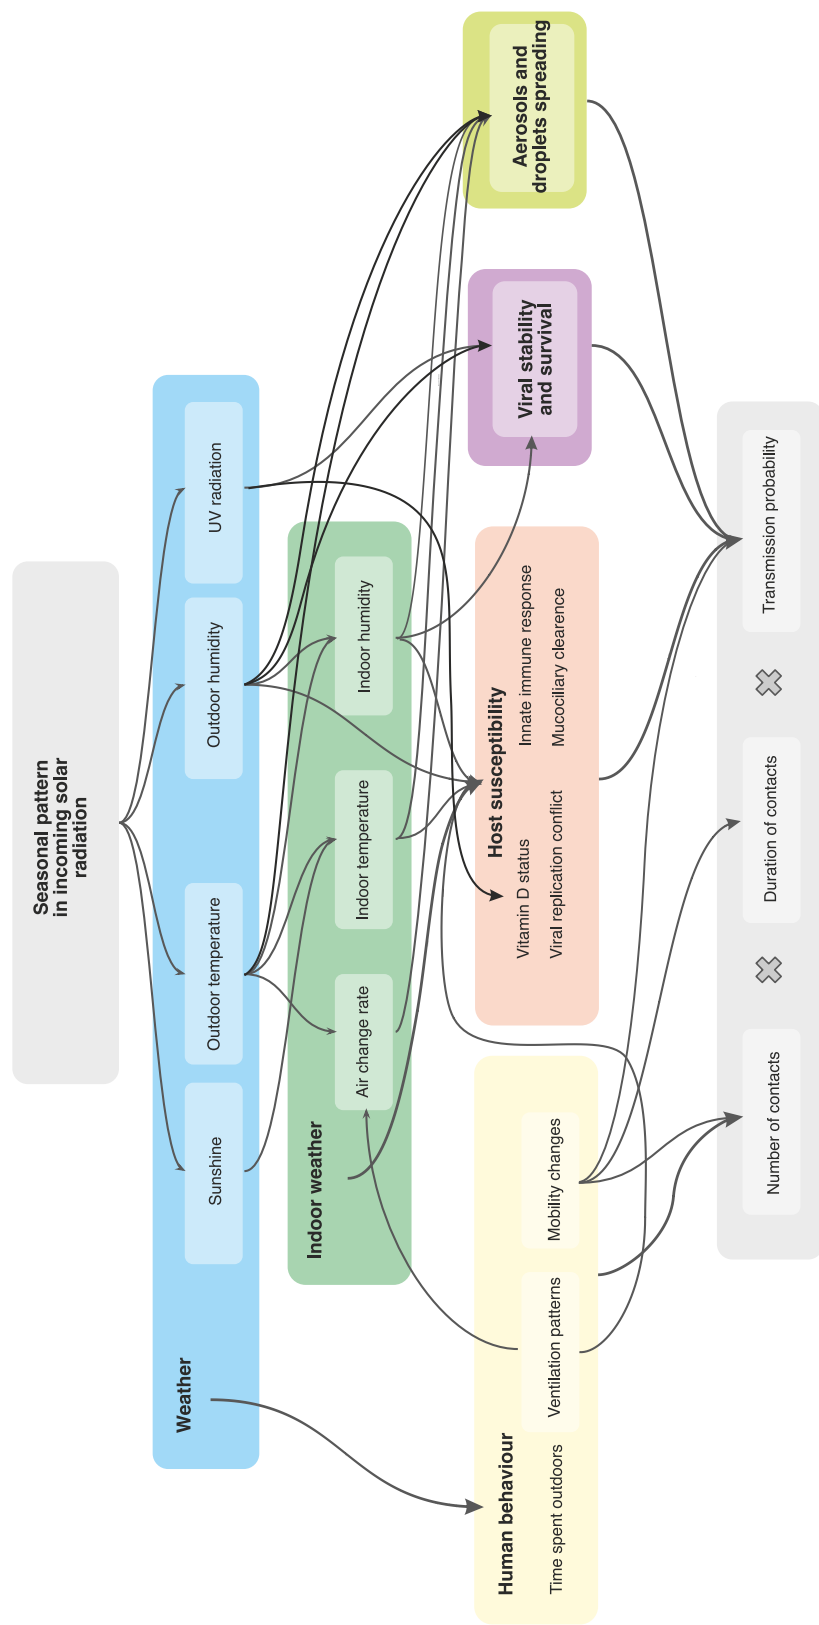 Seasonal pattern
in incoming solar
radiation
Weather
Sunshine
Outdoor temperature
Outdoor humidity
UV radiation
Indoor weather
Air change rate
Indoor temperature
Indoor humidity
Human behaviour
Time spent outdoors
Ventilation patterns
Mobility changes
Host susceptibility
Vitamin D status
Innate immune response
Viral replication conflict
Mucociliary clearence
Viral stability
and survival
Aerosols and
droplets spreading
Number of contacts
Duration of contacts
Transmission probability